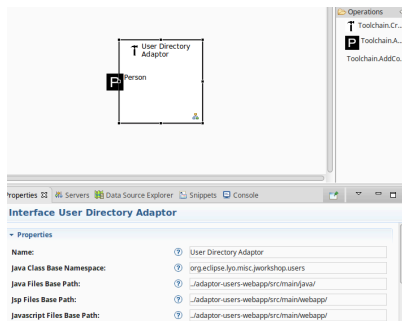 Operations
Toolchain.Cr...
User Directory
Adaptor
P
Toolchain.A...
Person
P
Toolchain.AddCo.
Properties
Servers
Data Source Explorer
Snippets
Console
Interface User Directory Adaptor
Properties
Name:
User Directory Adaptor
Java Class Base Namespace:
org.eclipse.lyo.misc.jworkshop.users
Java Files Base Path:
../adaptor-users-webapp/src/main/java/
Jsp Files Base Path:
../adaptor-users-webapp/src/main/webapp/
Javascript Files Base Path:
../adaptor-users-webapp/src/main/webapp/